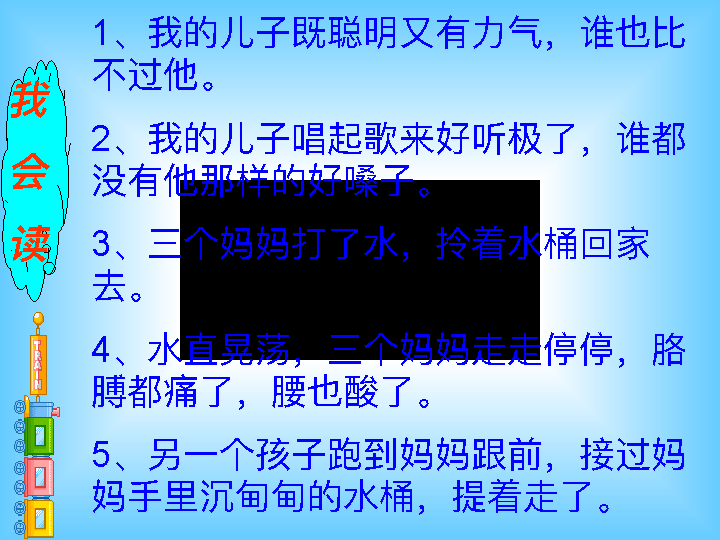 我会读
1、我的儿子既聪明又有力气，谁也比
不过他。
2、我的儿子唱起歌来好听极了，谁都
没有他那样的好嗓子。
3、三个妈妈打了水，拎着水桶回家
去。
4、水直晃荡，三个妈妈走走停停，胳
膊都痛了，腰也酸了。
5、另一个孩子跑到妈妈跟前，接过妈
妈手里沉甸甸的水桶，提着走了。
TRAIN